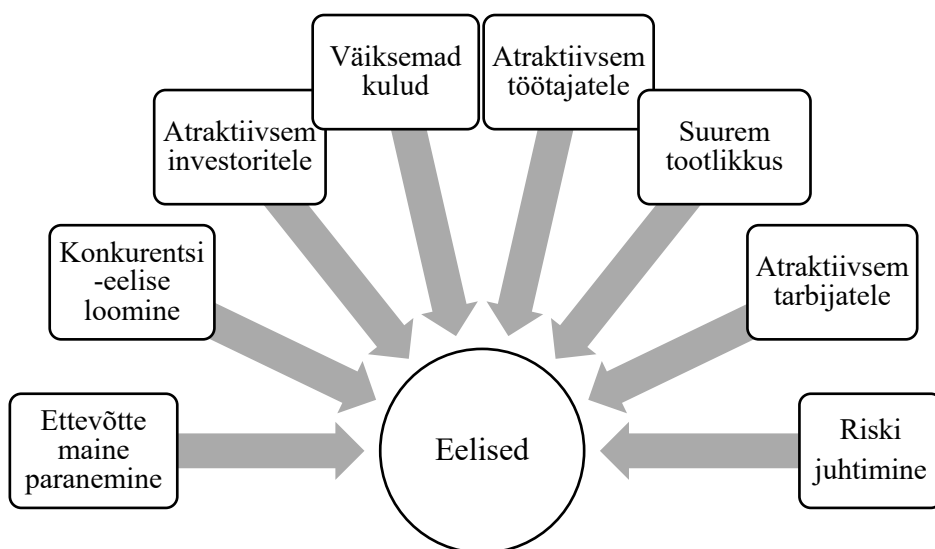 Väiksemad
kulud
Atraktiivsem
töötajatele
Atraktiivsem
investoritele
Suurem
tootlikkus
Konkurentsi
-eelise
loomine
Atraktiivsem
tarbijatele
Ettevõtte
maine
paranemine
Eelised
Riski
juhtimine